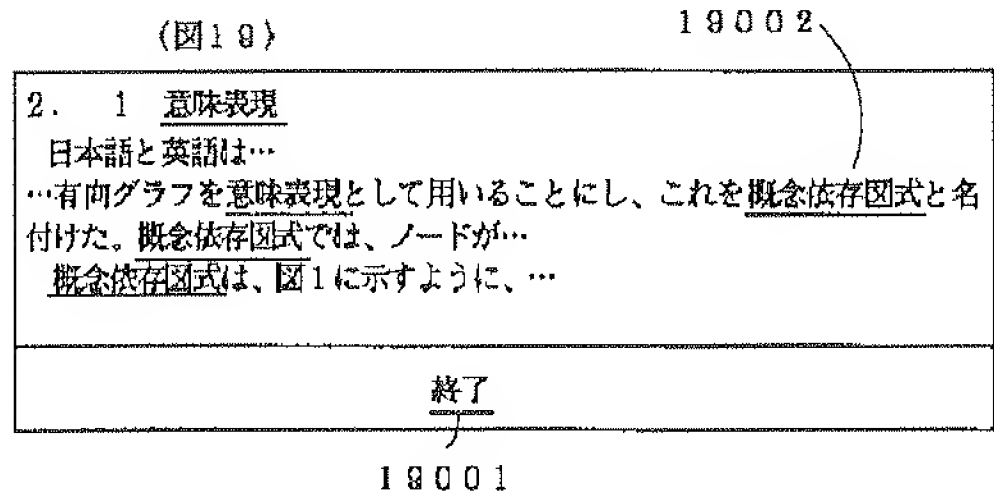 (図19)
19002
2. 1 意味表現
日本語と英語は…
…有向グラフを意味表現として用いることにし、これを概念依存図式と名
付けた。概念依存図式では、ノードが…
概念依存図式は、図1に示すように、…
終了
19001